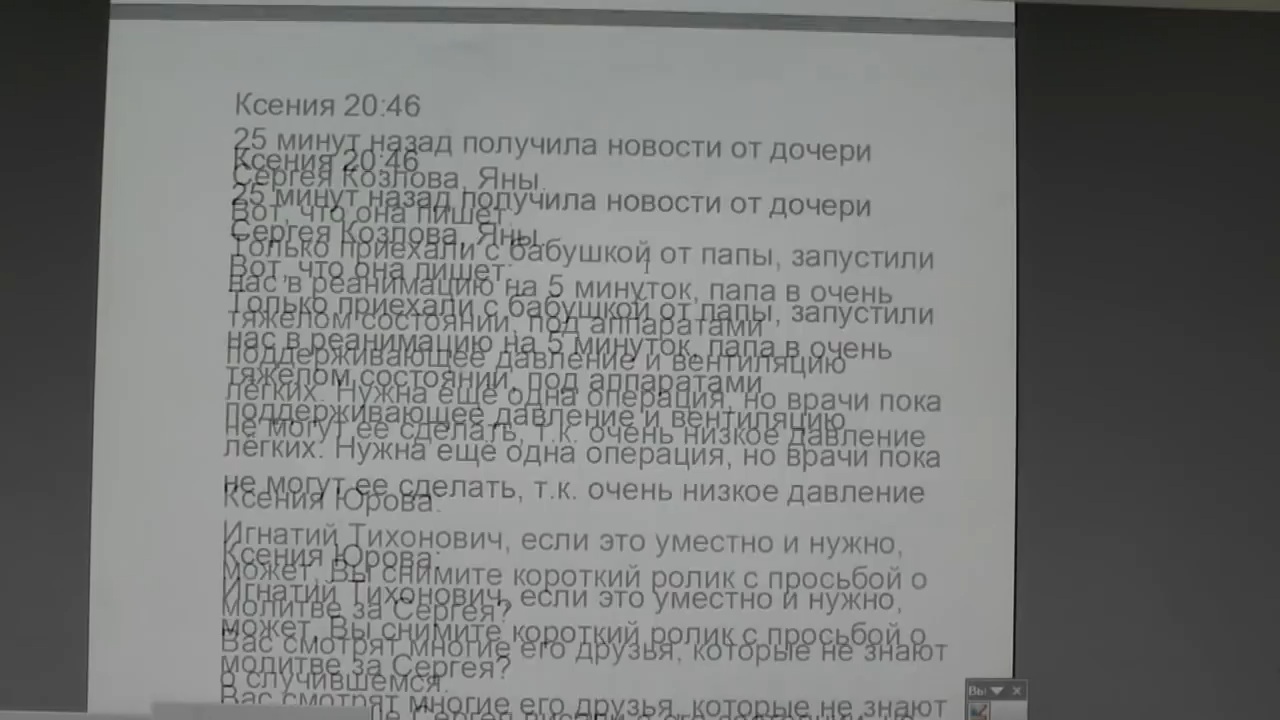 Ксения 20:46
25 минут назад получила новости от дочери
Сергея Козлова, Яны.
Вот, что она пишет:
Только приехали с бабушкой от папы, запустили
нас в реанимацию на 5 минуток, папа в очень
тяжелом состоянии, под аппаратами
поддерживающее давление и вентиляцию
лёгких. Нужна еще одна операция, но врачи пока
не могут ее сделать, т.к. очень низкое давление
Ксения Юрова:
Игнатий Тихонович, если это уместно и нужно,
может, Вы снимите короткий ролик с просьбой о
молитве за Сергея?
Вас смотрят многие его друзья, которые не знают
о случившемся.
Вы